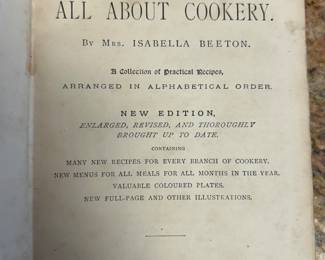 ALL ABOUT COOKERY.
BY MRS. ISABELLA BEETON.
A Collection of Practical Recipes,
ARRANGED IN ALPHABETICAL ORDER.
NEW EDITION,
ENLARGED, REVISED, AND THOROUGHLY
BROUGHT UP TO DATE.
CONTAINING
MANY NEW RECIPES FOR EVERY BRANCH OF COOKERY.
NEW MENUS FOR ALL MEALS FOR ALL MONTHS IN THE YEAR.
VALUABLE COLOURED PLATES.
NEW FULL-PAGE AND OTHER ILLUSTRATIONS.